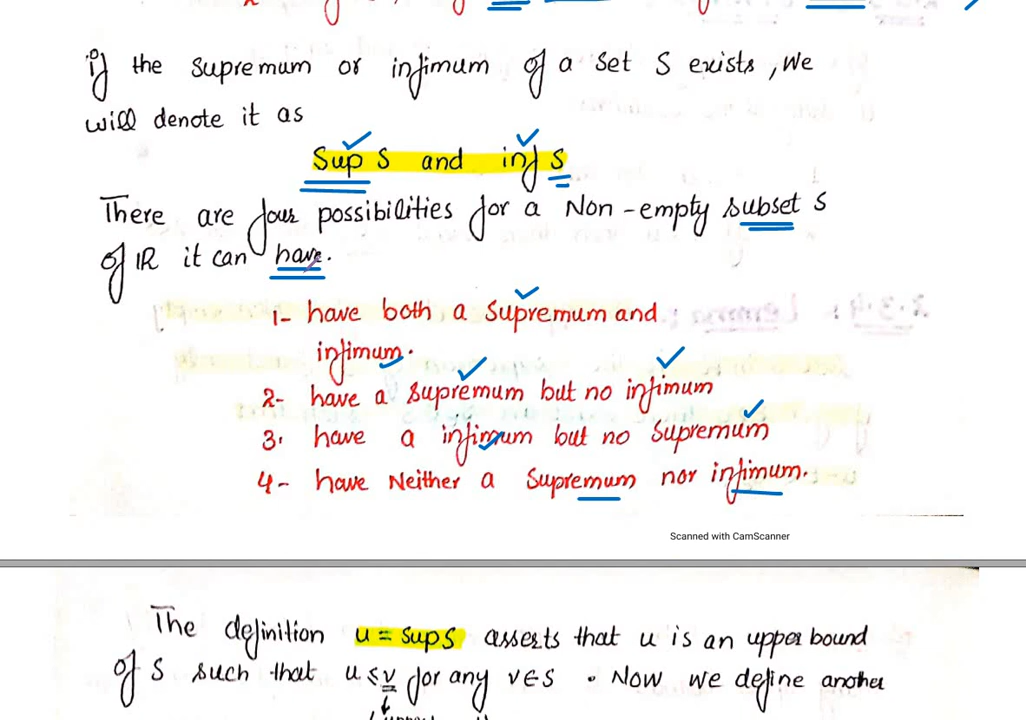 if the supremum or infimum of a set S exists, we
will denote it as
Sup S and inf S
There are four possibilities for a Non-empty subset S
of IR it can have.
1- have both a supremum and
infimum.
2- have a supremum but no infimum
3. have a infimum but no supremum
4- have Neither a supremum nor infimum.
Scanned with CamScanner
The definition u = sup S asserts that u is an upper bound
of S such that u ≤ v for any v∈S . Now we define another